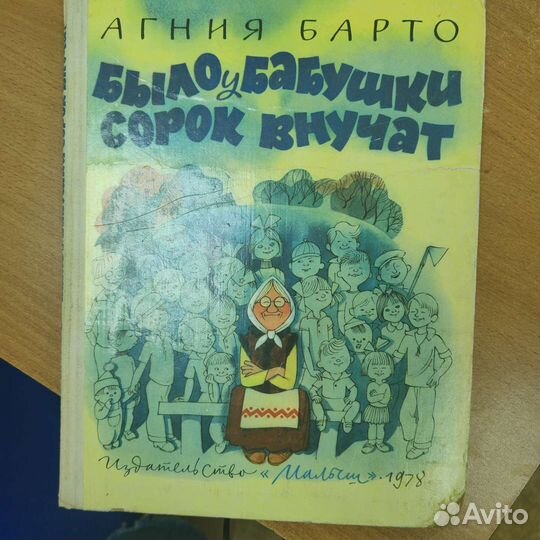 АГНИЯ БАРТО
БЫЛО у БАБУШКИ
СОРОК ВНУЧАТ
Издательство «Малыш» · 1978
Avito